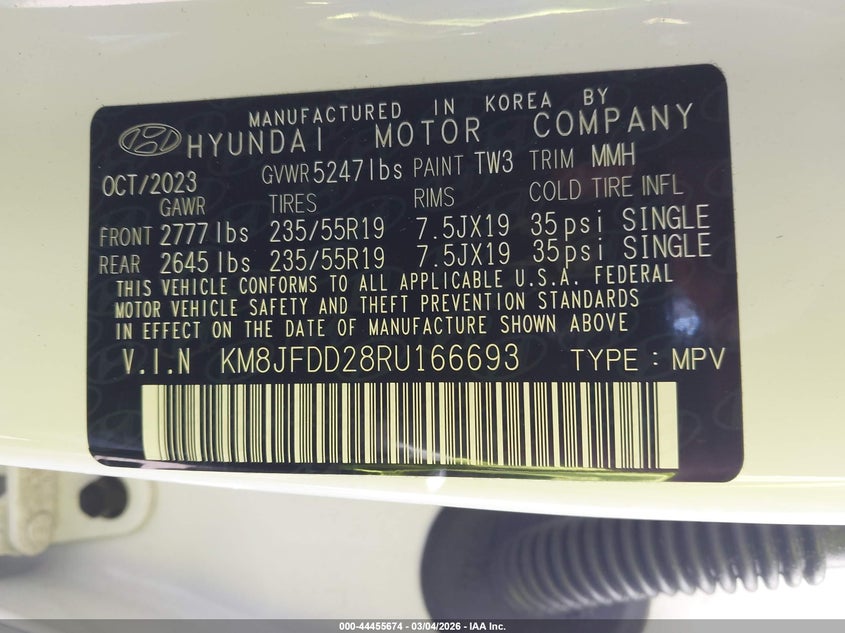 MANUFACTURED IN KOREA BY
HYUNDAI MOTOR COMPANY
OCT/2023 GVWR 5247lbs PAINT TW3 TRIM MMH
GAWR TIRES RIMS COLD TIRE INFL
FRONT 2777lbs 235/55R19 7.5JX19 35psi SINGLE
REAR 2645lbs 235/55R19 7.5JX19 35psi SINGLE
THIS VEHICLE CONFORMS TO ALL APPLICABLE U.S.A. FEDERAL
MOTOR VEHICLE SAFETY AND THEFT PREVENTION STANDARDS
IN EFFECT ON THE DATE OF MANUFACTURE SHOWN ABOVE
V.I.N KM8JFDD28RU166693 TYPE : MPV
000-44455674 | 03/04/2026 - IAA Inc.